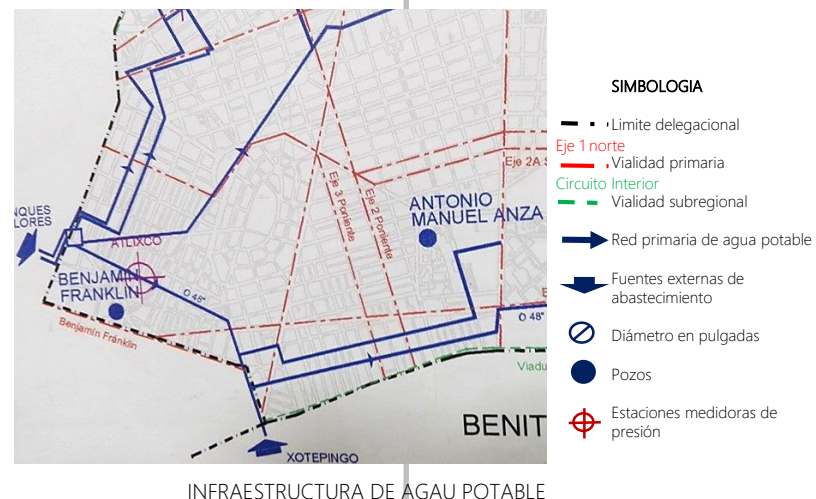 Eje 2A S
Eje 3 Poniente
Eje 2 Poniente
ANTONIO
MANUEL ANZA
NQUES
LORES
ATLIXCO
BENJAMIN
FRANKLIN
O 48"
O 48"
Benjamín Fránklin
Viadu
BENIT
XOTEPINGO
INFRAESTRUCTURA DE AGAU POTABLE
SIMBOLOGIA
Limite delegacional
Eje 1 norte
Vialidad primaria
Circuito Interior
Vialidad subregional
Red primaria de agua potable
Fuentes externas de
abastecimiento
Diámetro en pulgadas
Pozos
Estaciones medidoras de
presión